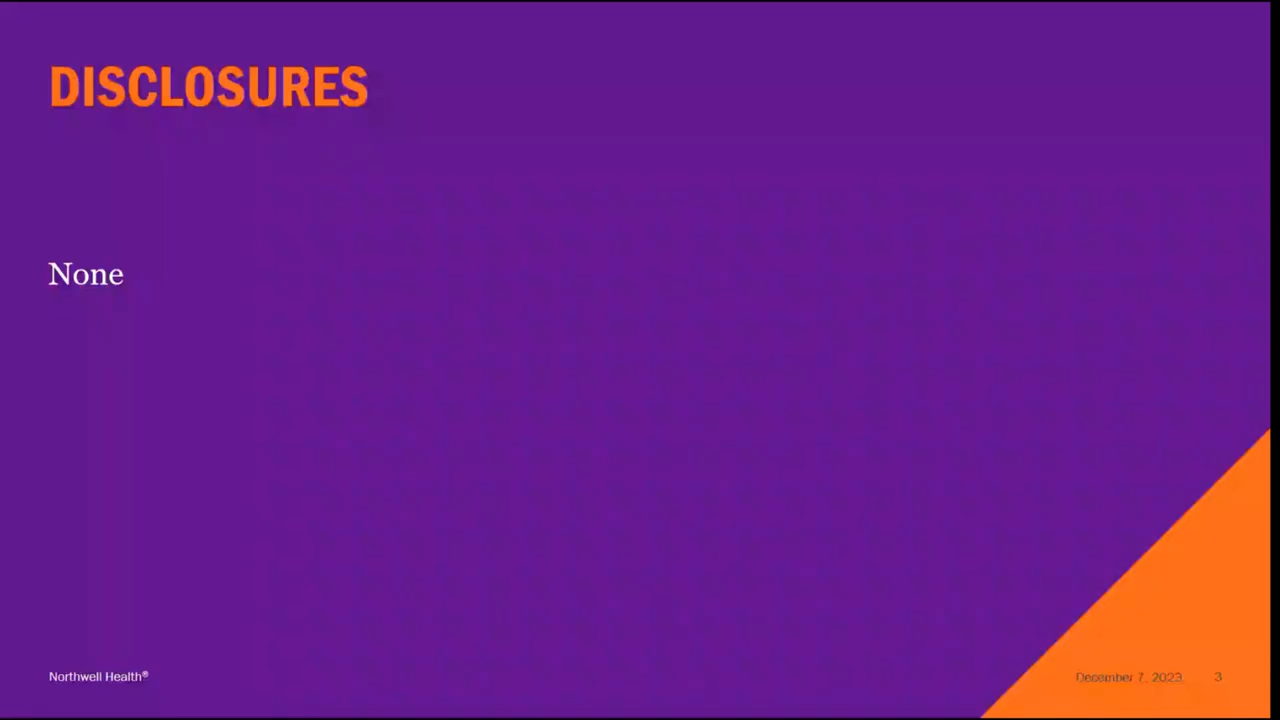 DISCLOSURES
None
Northwell Health®
December 7, 2023
3